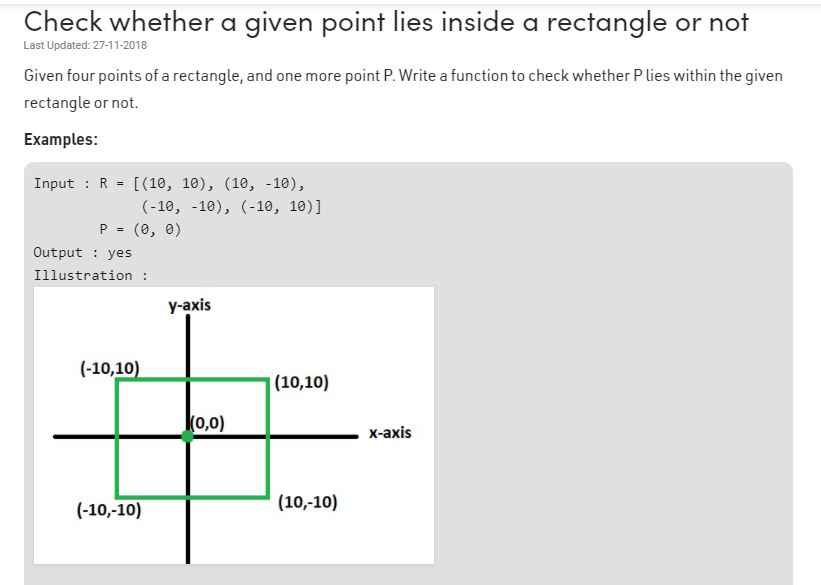 Check whether a given point lies inside a rectangle or not
Last Updated: 27-11-2018
Given four points of a rectangle, and one more point P. Write a function to check whether P lies within the given
rectangle or not.
Examples:
Input : R = [(10, 10), (10, -10),
(-10, -10), (-10, 10)]
P = (0, 0)
Output : yes
Illustration :
y-axis
(-10,10)
(10,10)
(0,0)
x-axis
(-10,-10)
(10,-10)